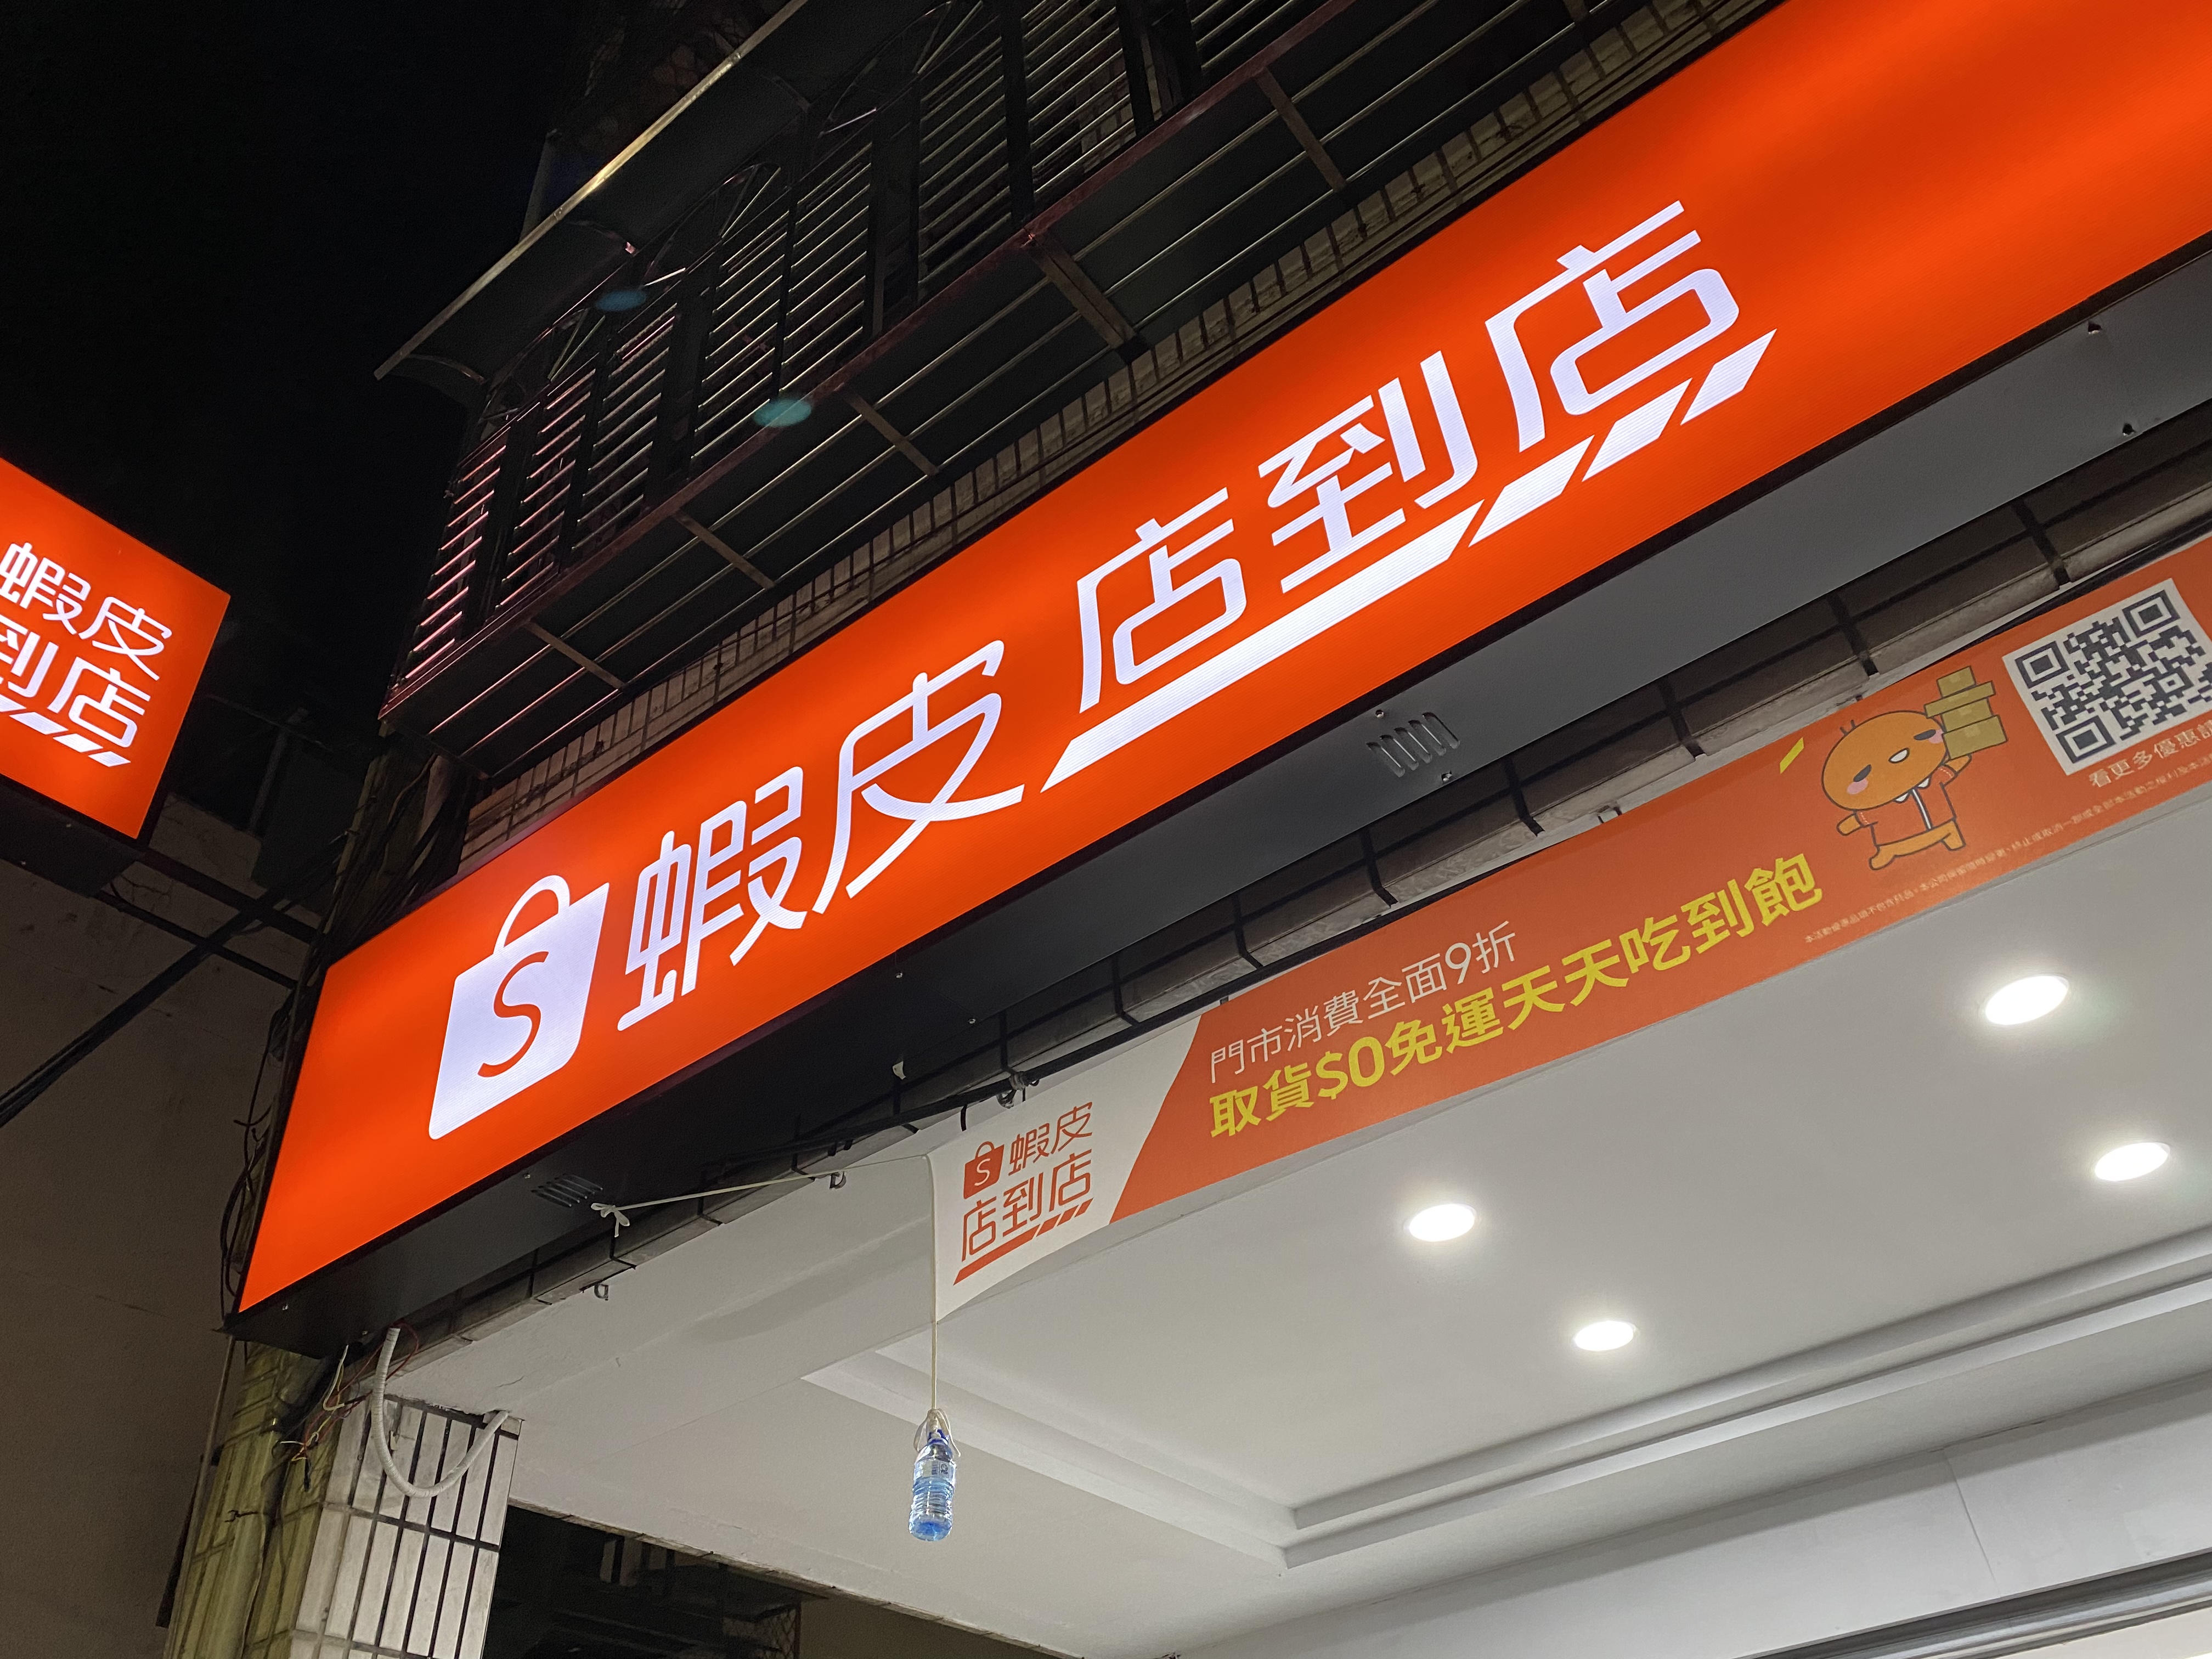 蝦皮
到店
S 蝦皮 店到店
門市消費全面9折
取貨$0免運天天吃到飽
S 蝦皮
店到店
看更多優惠